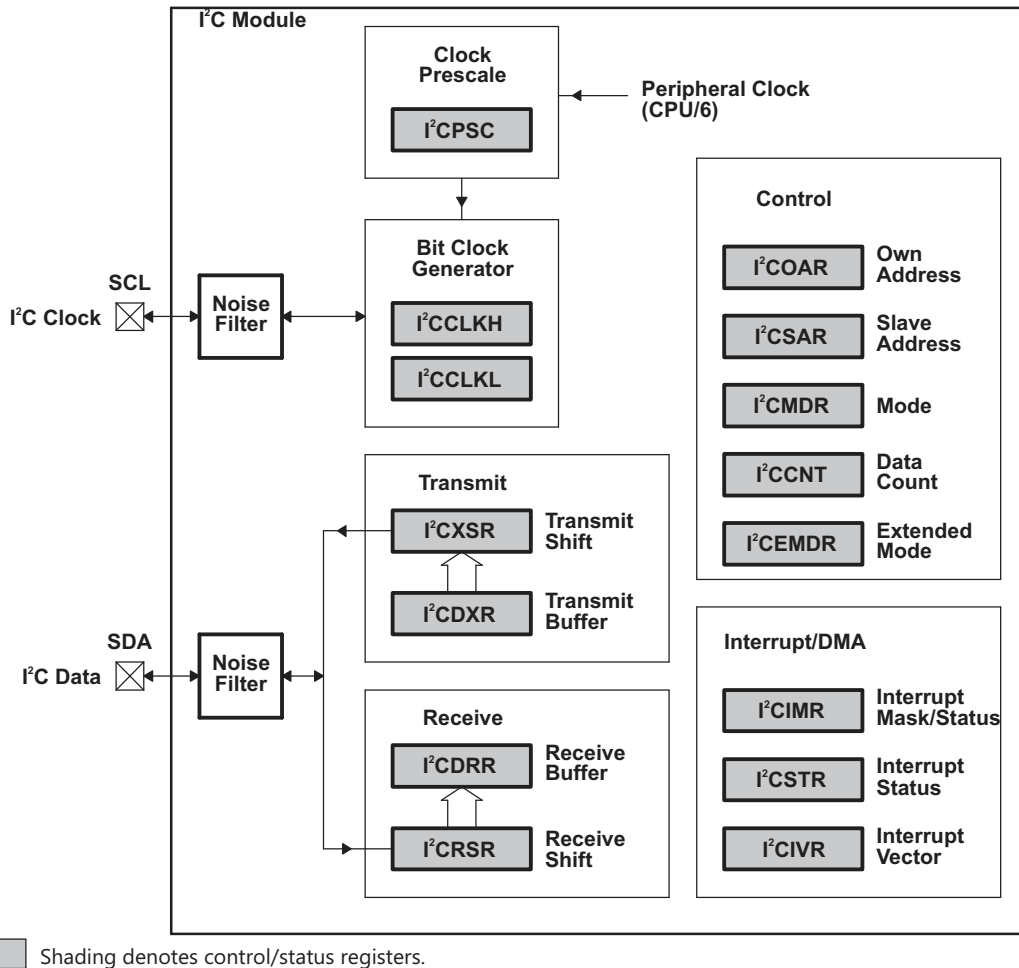 I²C Module
Clock
Prescale
I²CPSC
Peripheral Clock
(CPU/6)
Bit Clock
Generator
I²CCLKH
I²CCLKL
SCL
I²C Clock
Noise
Filter
Control
I²COAR
Own
Address
I²CSAR
Slave
Address
I²CMDR
Mode
I²CCNT
Data
Count
I²CEMDR
Extended
Mode
Transmit
I²CXSR
Transmit
Shift
I²CDXR
Transmit
Buffer
SDA
I²C Data
Noise
Filter
Receive
I²CDRR
Receive
Buffer
I²CRSR
Receive
Shift
Interrupt/DMA
I²CIMR
Interrupt
Mask/Status
I²CSTR
Interrupt
Status
I²CIVR
Interrupt
Vector
Shading denotes control/status registers.